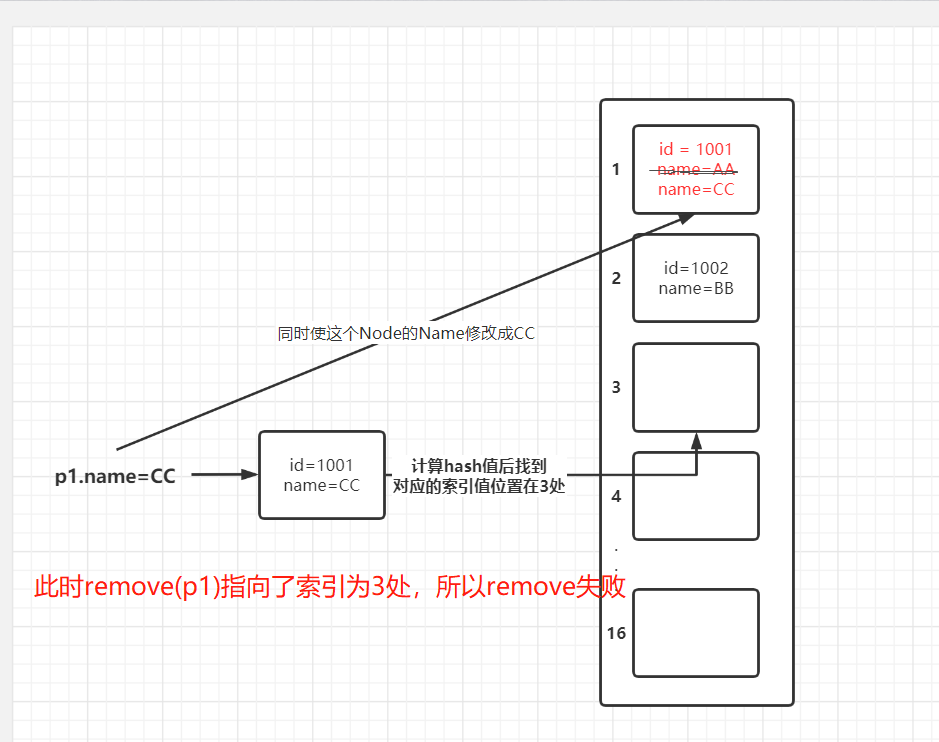 1
id = 1001
name=AA
name=CC
2
id=1002
name=BB
同时使这个Node的Name修改成CC
3
p1.name=CC
id=1001
name=CC
计算hash值后找到
对应的索引值位置在3处
4
.
.
此时remove(p1)指向了索引为3处，所以remove失败
16